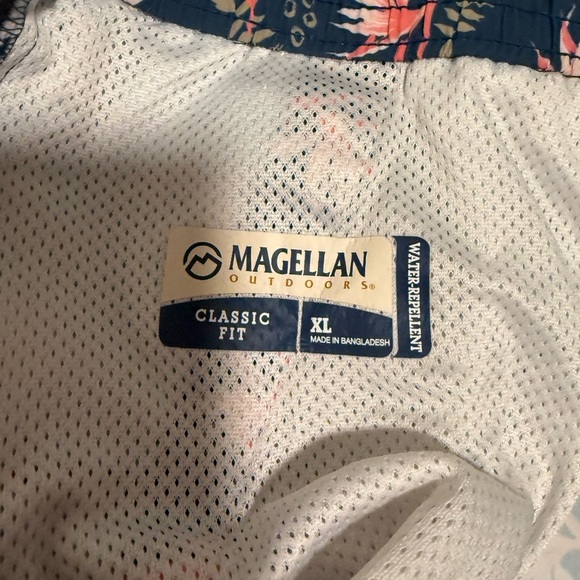 MAGELLAN
OUTDOORS®
CLASSIC
FIT
XL
MADE IN BANGLADESH
WATER-REPELLENT